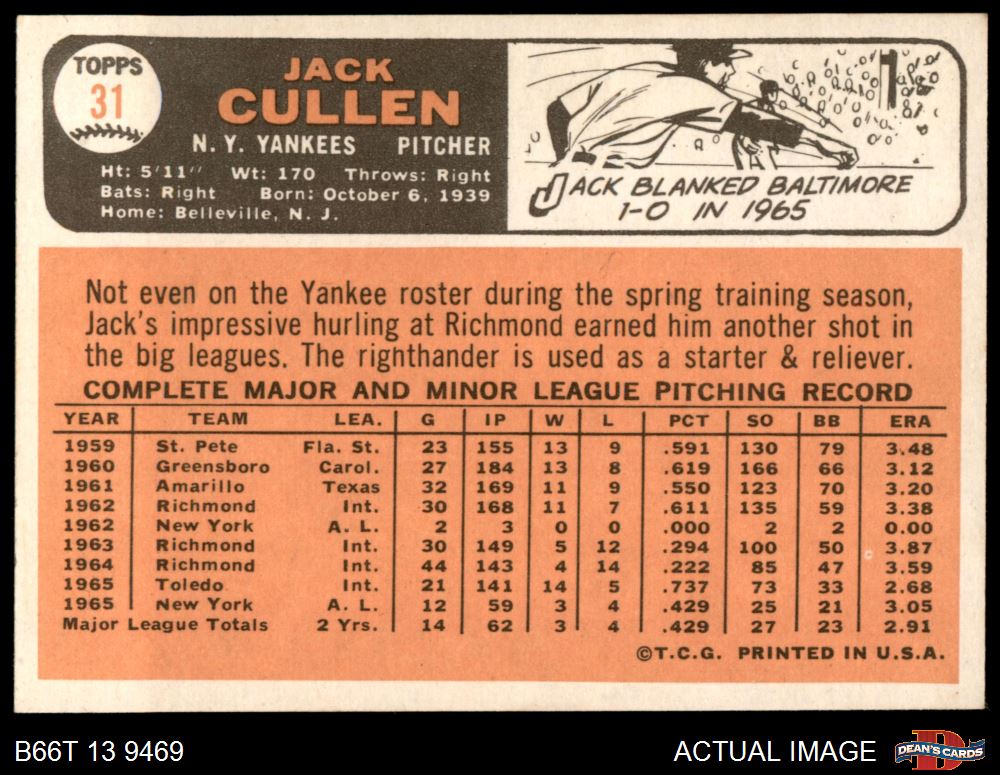 TOPPS
31
JACK
CULLEN
N. Y. YANKEES PITCHER
Ht: 5'11" Wt: 170 Throws: Right
Bats: Right Born: October 6, 1939
Home: Belleville, N. J.
JACK BLANKED BALTIMORE
1-0 IN 1965
Not even on the Yankee roster during the spring training season,
Jack's impressive hurling at Richmond earned him another shot in
the big leagues. The righthander is used as a starter & reliever.
COMPLETE MAJOR AND MINOR LEAGUE PITCHING RECORD
YEAR TEAM LEA. G IP W L PCT SO BB ERA
1959 St. Pete Fla. St. 23 155 13 9 .591 130 79 3.48
1960 Greensboro Carol. 27 184 13 8 .619 166 66 3.12
1961 Amarillo Texas 32 169 11 9 .550 123 70 3.20
1962 Richmond Int. 30 168 11 7 .611 135 59 3.38
1962 New York A. L. 2 3 0 0 .000 2 2 0.00
1963 Richmond Int. 30 149 5 12 .294 100 50 3.87
1964 Richmond Int. 44 143 4 14 .222 85 47 3.59
1965 Toledo Int. 21 141 14 5 .737 73 33 2.68
1965 New York A. L. 12 59 3 4 .429 25 21 3.05
Major League Totals 2 Yrs. 14 62 3 4 .429 27 23 2.91
©T.C.G. PRINTED IN U.S.A.
B66T 13 9469
ACTUAL IMAGE
DEAN'S CARDS